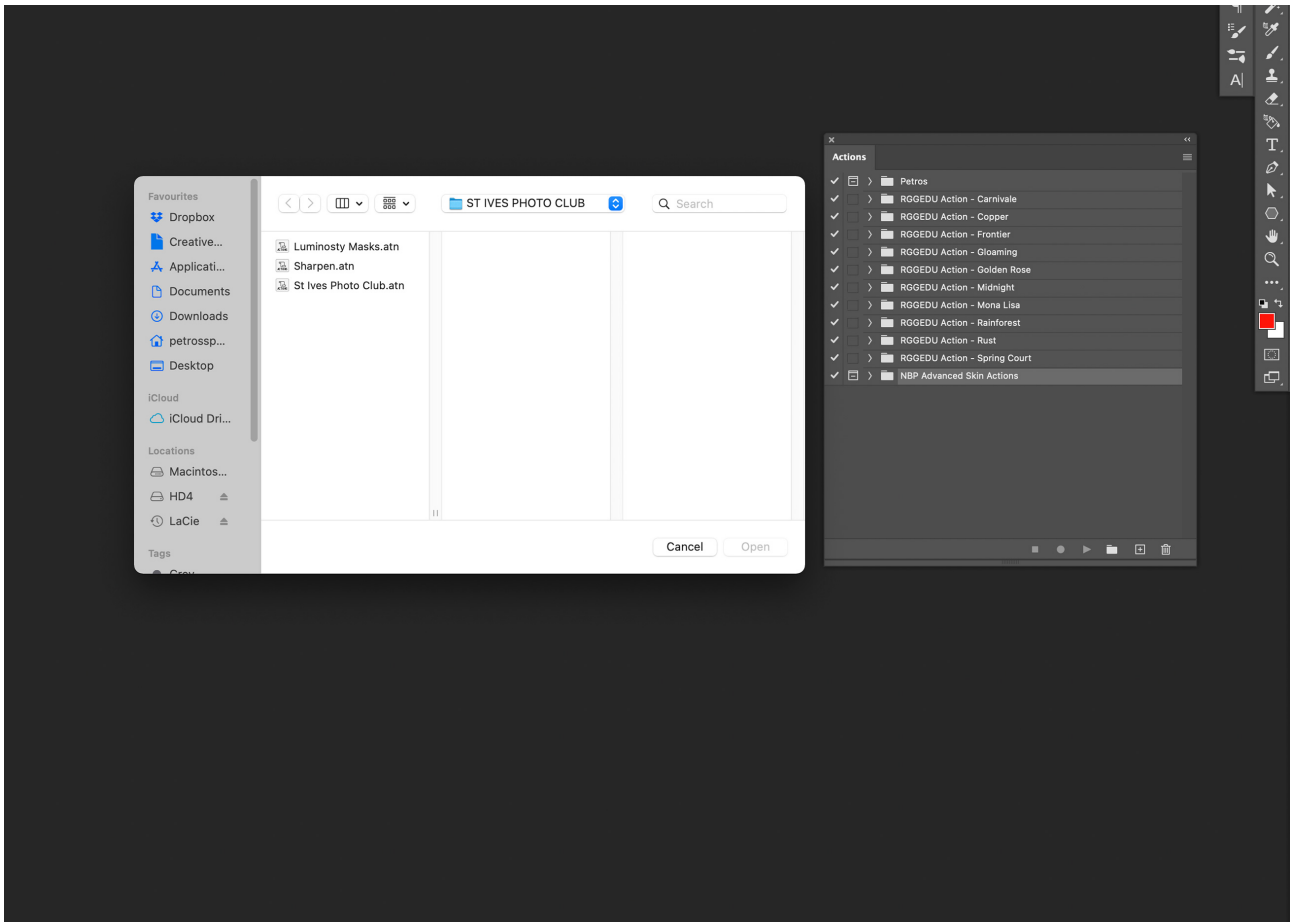 Favourites
Dropbox
Creative...
Applicati...
Documents
Downloads
petrossp...
Desktop
iCloud
iCloud Dri...
Locations
Macintos...
HD4
LaCie
Tags
ST IVES PHOTO CLUB
Search
Luminosty Masks.atn
Sharpen.atn
St Ives Photo Club.atn
Cancel
Open
Actions
Petros
RGGEDU Action - Carnivale
RGGEDU Action - Copper
RGGEDU Action - Frontier
RGGEDU Action - Gloaming
RGGEDU Action - Golden Rose
RGGEDU Action - Midnight
RGGEDU Action - Mona Lisa
RGGEDU Action - Rainforest
RGGEDU Action - Rust
RGGEDU Action - Spring Court
NBP Advanced Skin Actions